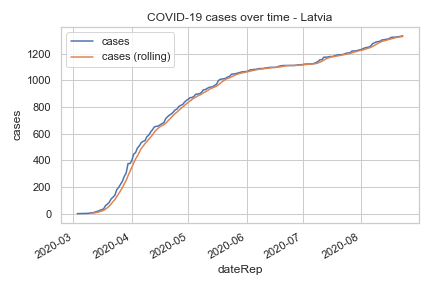 COVID-19 cases over time - Latvia
cases
cases (rolling)
1200
1000
800
600
400
200
0
cases
2020-03
2020-04
2020-05
2020-06
2020-07
2020-08
dateRep